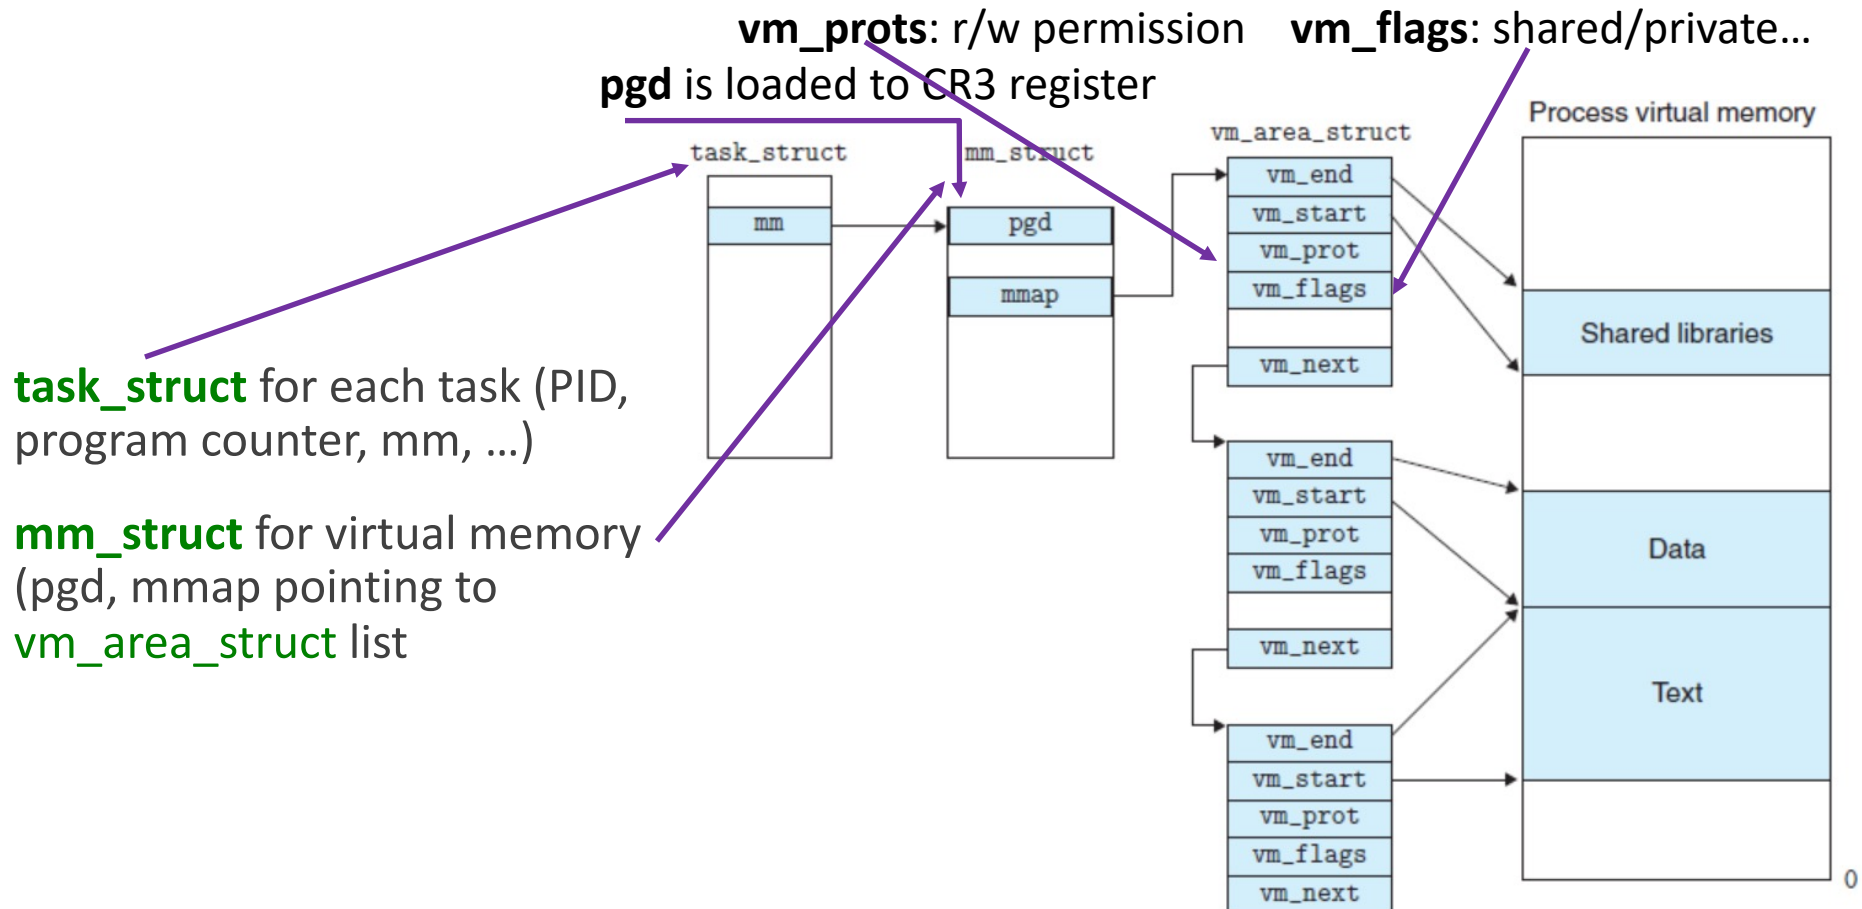 vm_prots: r/w permission
vm_flags: shared/private…
pgd is loaded to CR3 register
task_struct for each task (PID,
program counter, mm, …)
mm_struct for virtual memory
(pgd, mmap pointing to
vm_area_struct list
task_struct
mm
mm_struct
pgd
mmap
vm_area_struct
vm_end
vm_start
vm_prot
vm_flags
vm_next
vm_end
vm_start
vm_prot
vm_flags
vm_next
vm_end
vm_start
vm_prot
vm_flags
vm_next
Process virtual memory
Shared libraries
Data
Text
0